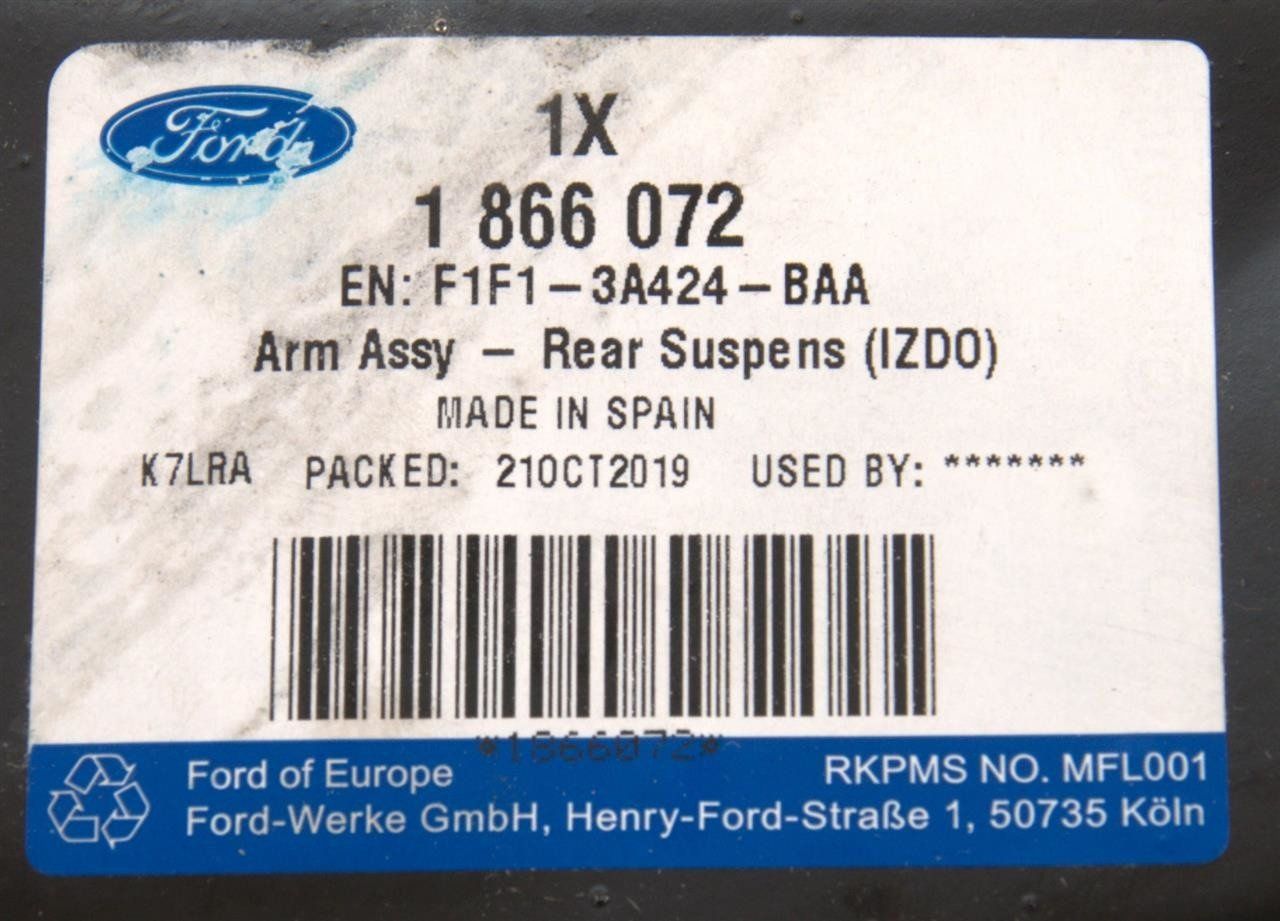 Ford
1X
1 866 072
EN: F1F1-3A424-BAA
Arm Assy - Rear Suspens (IZDO)
MADE IN SPAIN
K7LRA PACKED: 21OCT2019 USED BY: *******
*1866072*
Ford of Europe
RKPMS NO. MFL001
Ford-Werke GmbH, Henry-Ford-Straße 1, 50735 Köln